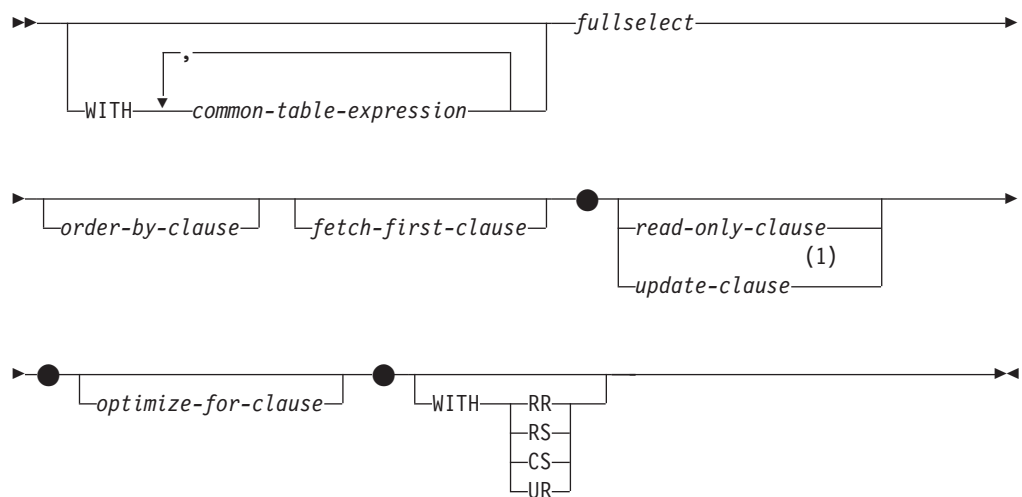 fullselect
,
WITH common-table-expression
order-by-clause fetch-first-clause read-only-clause
(1)
update-clause
optimize-for-clause WITH RR
RS
CS
UR